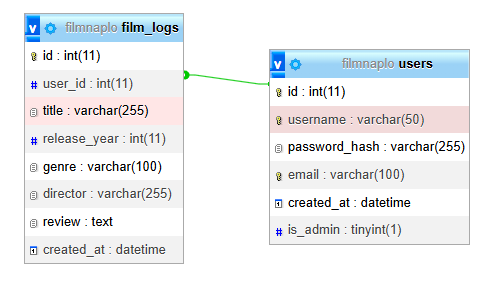 filmnaplo film_logs
id : int(11)
user_id : int(11)
title : varchar(255)
release_year : int(11)
genre : varchar(100)
director : varchar(255)
review : text
created_at : datetime
filmnaplo users
id : int(11)
username : varchar(50)
password_hash : varchar(255)
email : varchar(100)
created_at : datetime
is_admin : tinyint(1)